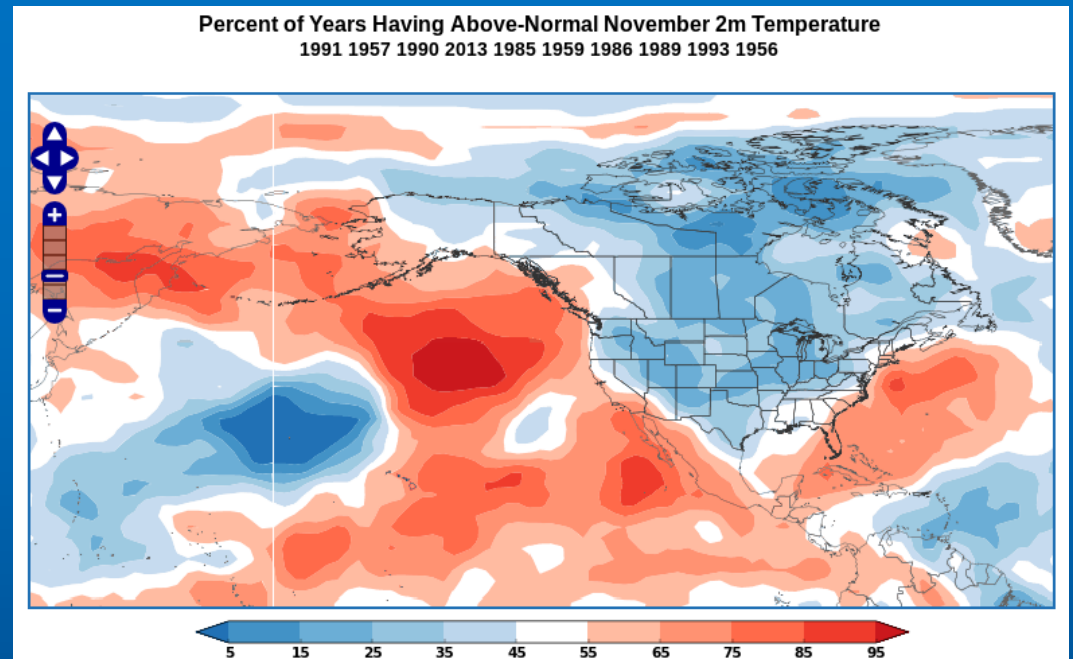 Percent of Years Having Above-Normal November 2m Temperature
1991 1957 1990 2013 1985 1959 1986 1989 1993 1956
5 15 25 35 45 55 65 75 85 95